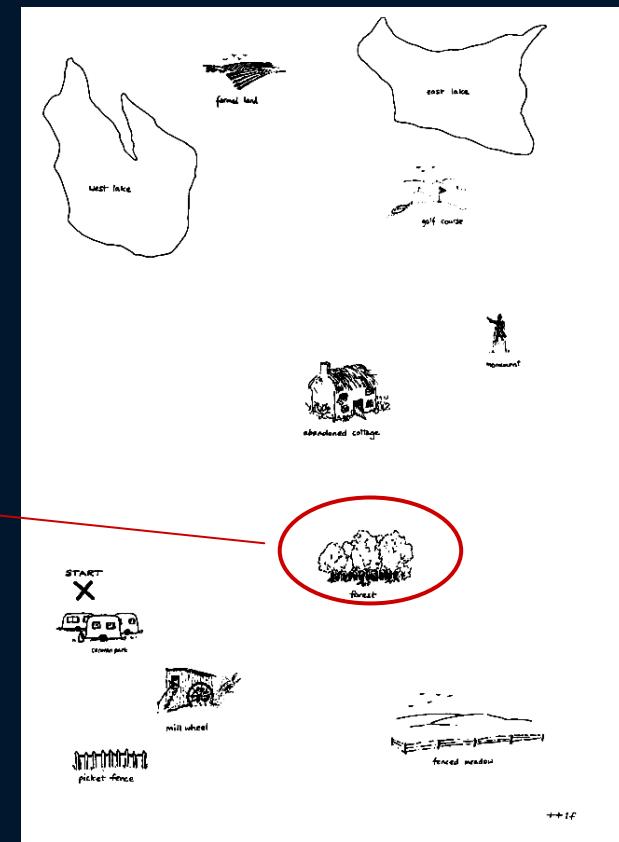 farmed land
east lake
west lake
golf course
monument
abandoned cottage
forest
START
caravan park
mill wheel
fenced meadow
picket fence
++1f